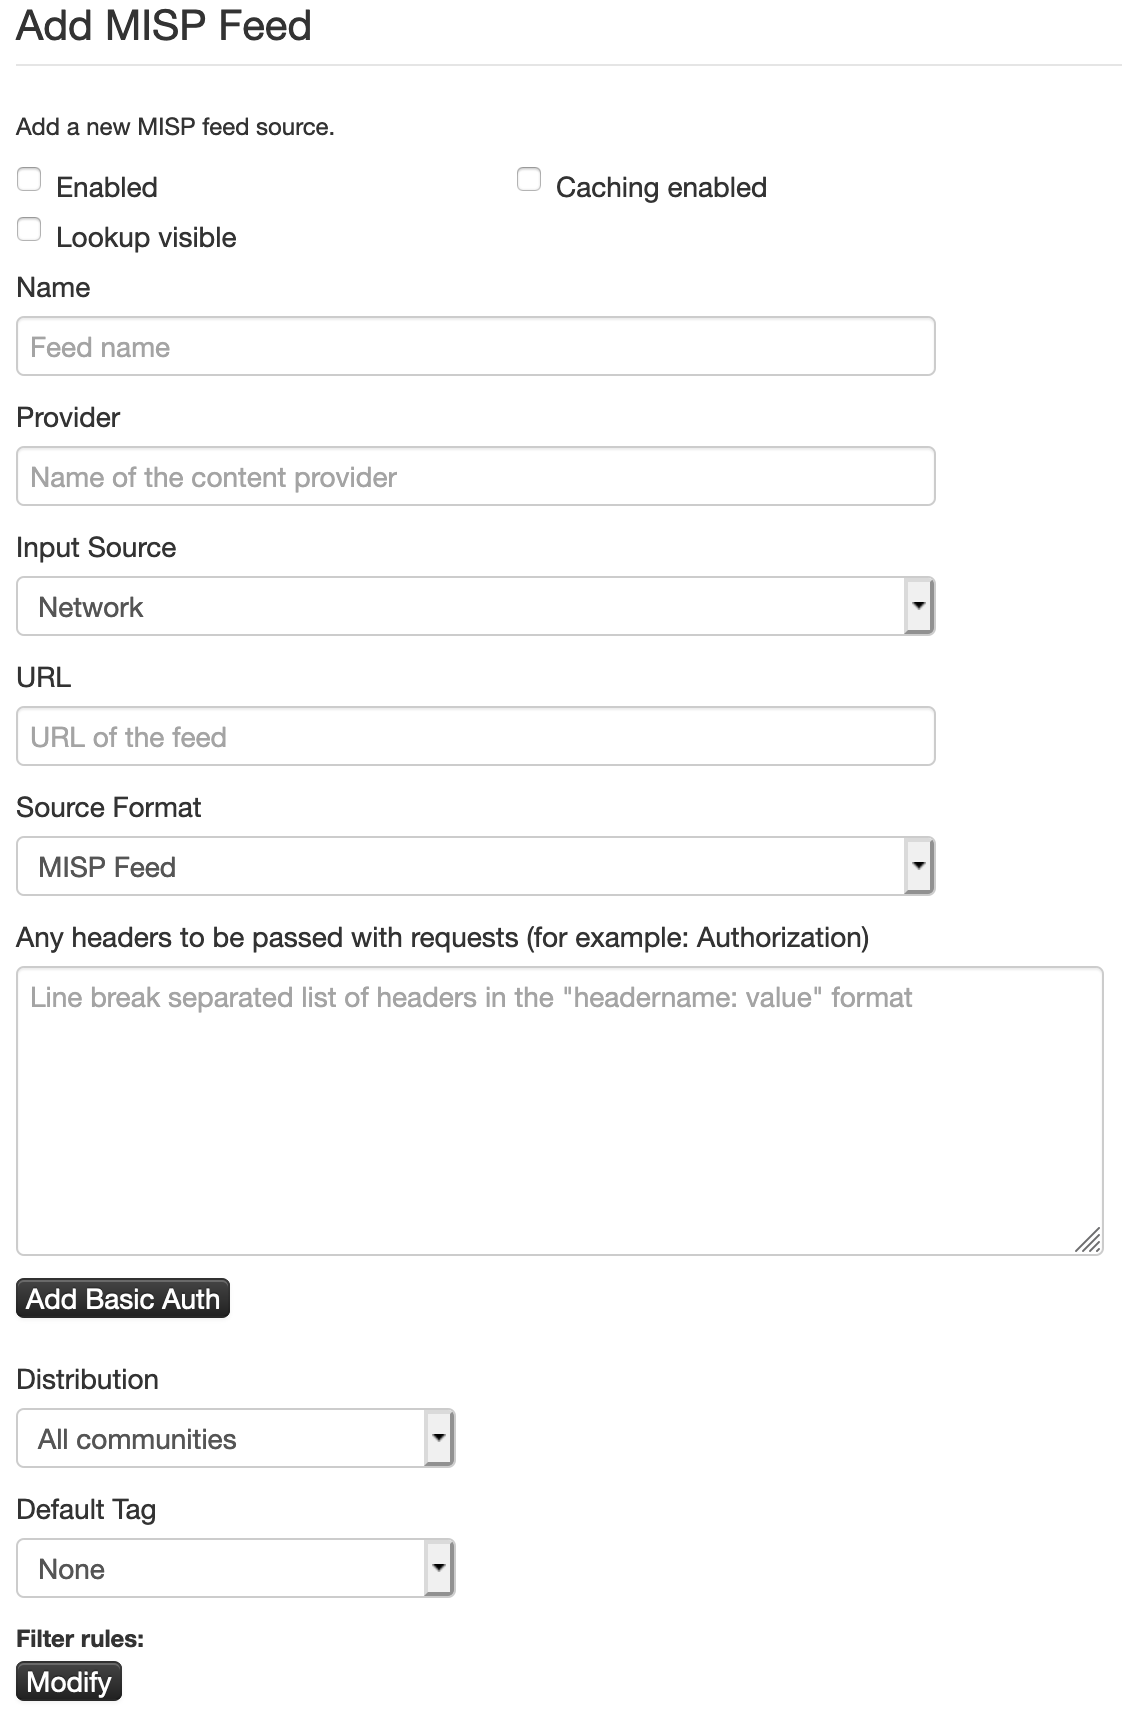 Add MISP Feed
Add a new MISP feed source.
Enabled
Caching enabled
Lookup visible
Name
Feed name
Provider
Name of the content provider
Input Source
Network
URL
URL of the feed
Source Format
MISP Feed
Any headers to be passed with requests (for example: Authorization)
Line break separated list of headers in the "headername: value" format
Add Basic Auth
Distribution
All communities
Default Tag
None
Filter rules:
Modify